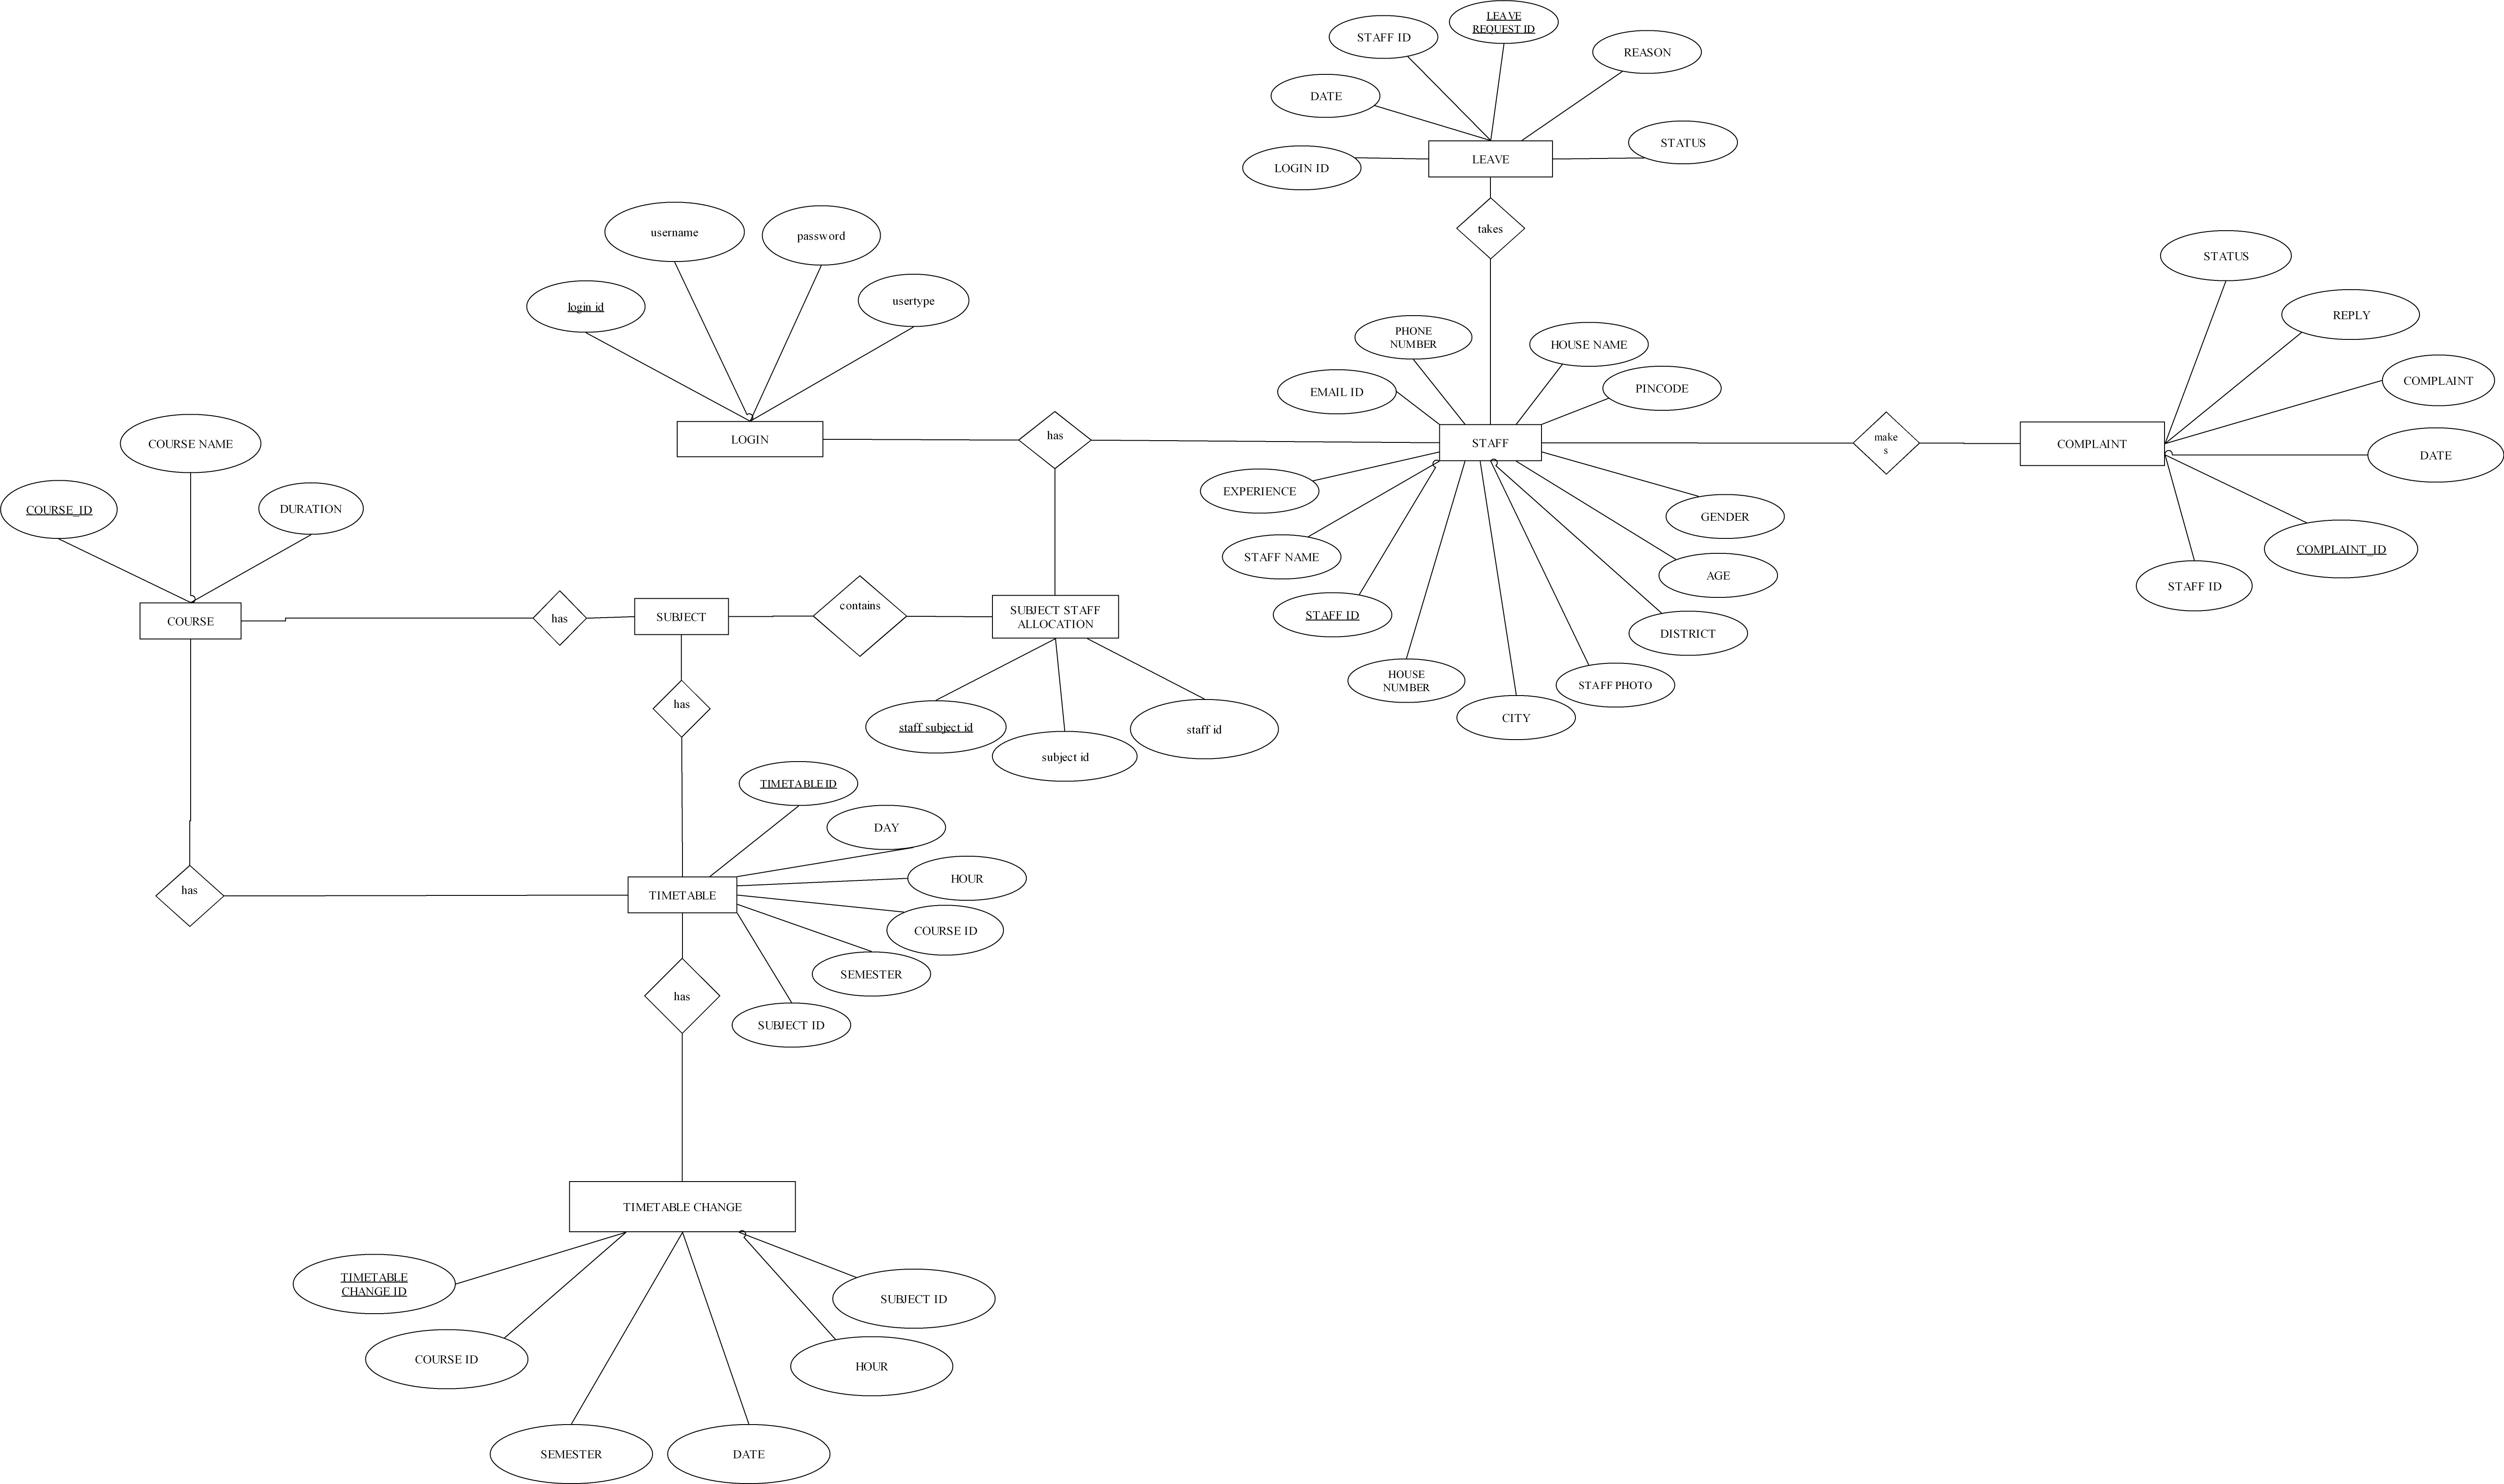 LEAVE
REQUEST ID
STAFF ID
REASON
DATE
STATUS
LEAVE
LOGIN ID
takes
username
password
login id
usertype
STATUS
REPLY
COMPLAINT
DATE
COMPLAINT_ID
STAFF ID
PHONE
NUMBER
HOUSE NAME
EMAIL ID
PINCODE
LOGIN
has
STAFF
make
s
COMPLAINT
EXPERIENCE
GENDER
STAFF NAME
AGE
STAFF ID
DISTRICT
HOUSE
NUMBER
STAFF PHOTO
CITY
COURSE NAME
COURSE_ID
DURATION
COURSE
has
SUBJECT
contains
SUBJECT STAFF
ALLOCATION
has
staff subject id
subject id
staff id
TIMETABLE ID
DAY
HOUR
has
TIMETABLE
COURSE ID
SEMESTER
has
SUBJECT ID
TIMETABLE CHANGE
TIMETABLE
CHANGE ID
SUBJECT ID
COURSE ID
HOUR
SEMESTER
DATE